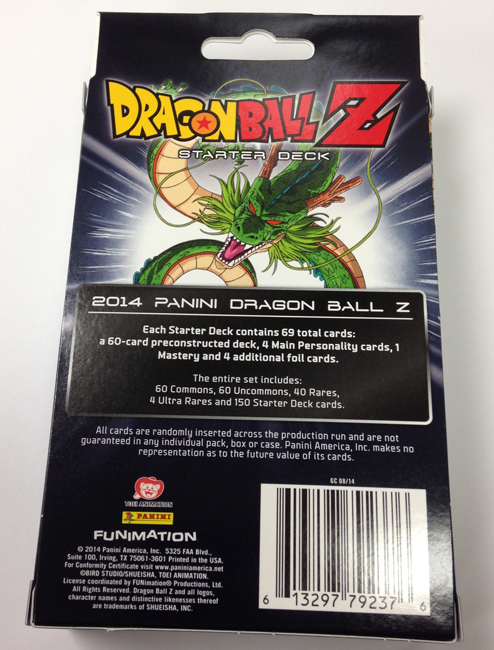 DRAGONBALL Z
STARTER DECK
2014 PANINI DRAGON BALL Z
Each Starter Deck contains 69 total cards:
a 60-card preconstructed deck, 4 Main Personality cards, 1
Mastery and 4 additional foil cards.
The entire set includes:
60 Commons, 60 Uncommons, 40 Rares,
4 Ultra Rares and 150 Starter Deck cards.
All cards are randomly inserted across the production run and are not
guaranteed in any individual pack, box or case. Panini America, Inc. makes no
representation as to the future value of its cards.
GC 08/14
TOEI ANIMATION
PANINI
FUNIMATION
© 2014 Panini America, Inc. 5325 FAA Blvd.,
Suite 100, Irving, TX 75061-3601 Printed in the USA.
For Conformity Certificate visit www.paniniamerica.net
©BIRD STUDIO/SHUEISHA, TOEI ANIMATION.
License coordinated by FUNimation® Productions, Ltd.
All Rights Reserved. Dragon Ball Z and all logos,
character names and distinctive likenesses thereof
are trademarks of SHUEISHA, INC.
6 13297 79237 6